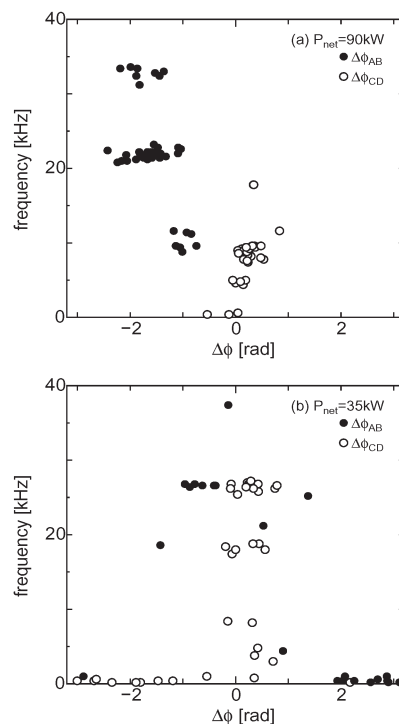 40
(a) P_net=90kW
● Δϕ_AB
○ Δϕ_CD
frequency [kHz]
20
0
−2 0 2
Δϕ [rad]
40
(b) P_net=35kW
● Δϕ_AB
○ Δϕ_CD
frequency [kHz]
20
0
−2 0 2
Δϕ [rad]